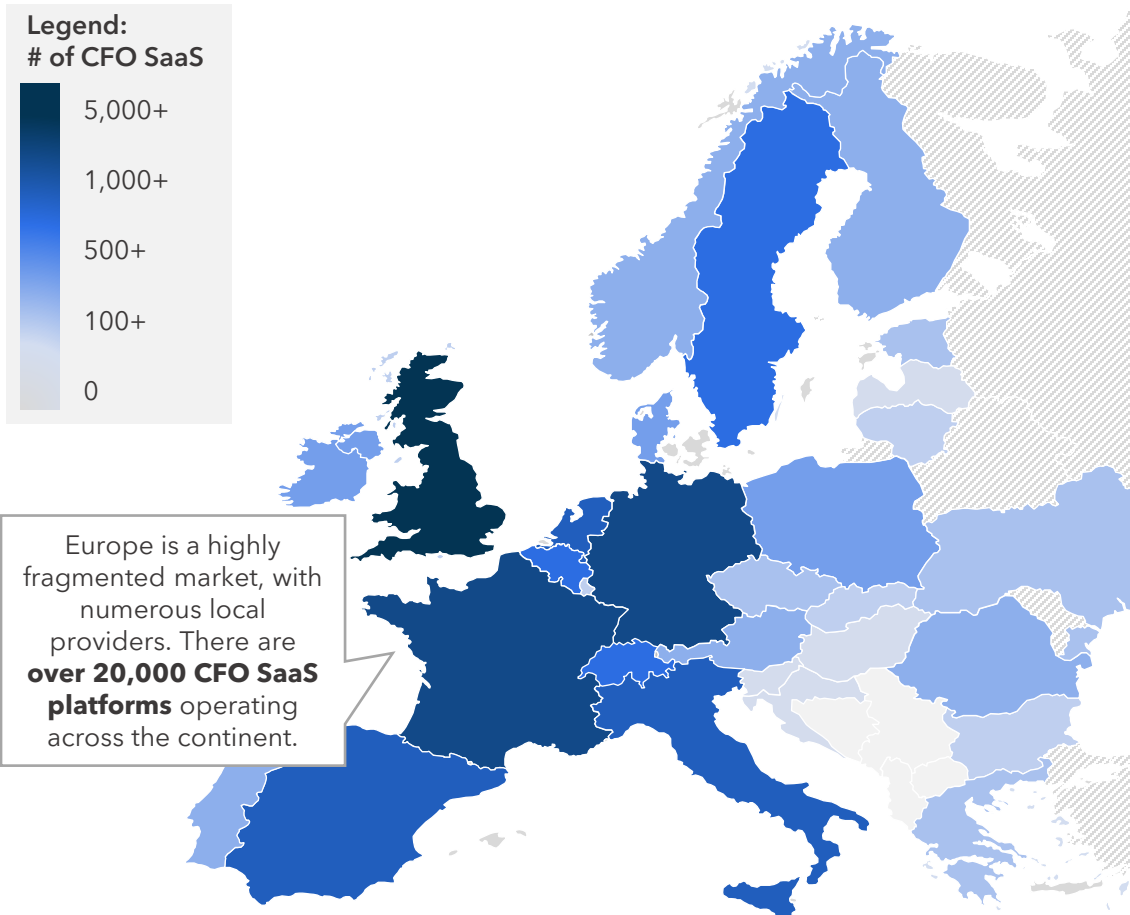 Legend:
# of CFO SaaS
5,000+
1,000+
500+
100+
0
Europe is a highly
fragmented market, with
numerous local
providers. There are
over 20,000 CFO SaaS
platforms operating
across the continent.